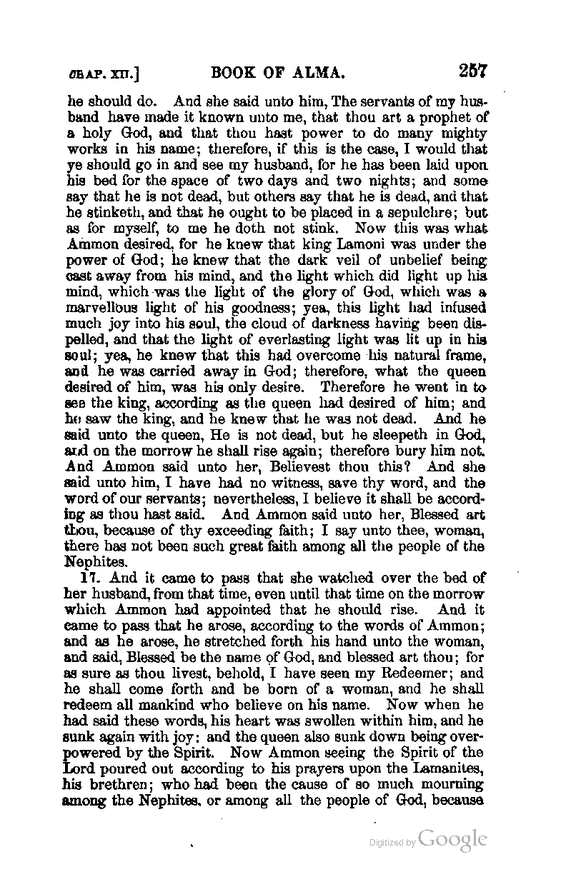 CHAP. XII.] BOOK OF ALMA. 257
he should do. And she said unto him, The servants of my hus-
band have made it known unto me, that thou art a prophet of
a holy God, and that thou hast power to do many mighty
works in his name; therefore, if this is the case, I would that
ye should go in and see my husband, for he has been laid upon
his bed for the space of two days and two nights; and some
say that he is not dead, but others say that he is dead, and that
he stinketh, and that he ought to be placed in a sepulchre; but
as for myself, to me he doth not stink. Now this was what
Ammon desired, for he knew that king Lamoni was under the
power of God; he knew that the dark veil of unbelief being
cast away from his mind, and the light which did light up his
mind, which was the light of the glory of God, which was a
marvellous light of his goodness; yea, this light had infused
much joy into his soul, the cloud of darkness having been dis-
pelled, and that the light of everlasting light was lit up in his
soul; yea, he knew that this had overcome his natural frame,
and he was carried away in God; therefore, what the queen
desired of him, was his only desire. Therefore he went in to
see the king, according as the queen had desired of him; and
he saw the king, and he knew that he was not dead. And he
said unto the queen, He is not dead, but he sleepeth in God,
and on the morrow he shall rise again; therefore bury him not.
And Ammon said unto her, Believest thou this? And she
said unto him, I have had no witness, save thy word, and the
word of our servants; nevertheless, I believe it shall be accord-
ing as thou hast said. And Ammon said unto her, Blessed art
thou, because of thy exceeding faith; I say unto thee, woman,
there has not been such great faith among all the people of the
Nephites.
17. And it came to pass that she watched over the bed of
her husband, from that time, even until that time on the morrow
which Ammon had appointed that he should rise. And it
came to pass that he arose, according to the words of Ammon;
and as he arose, he stretched forth his hand unto the woman,
and said, Blessed be the name of God, and blessed art thou; for
as sure as thou livest, behold, I have seen my Redeemer; and
he shall come forth and be born of a woman, and he shall
redeem all mankind who believe on his name. Now when he
had said these words, his heart was swollen within him, and he
sunk again with joy: and the queen also sunk down being over-
powered by the Spirit. Now Ammon seeing the Spirit of the
Lord poured out according to his prayers upon the Lamanites,
his brethren; who had been the cause of so much mourning
among the Nephites, or among all the people of God, because
Digitized by Google